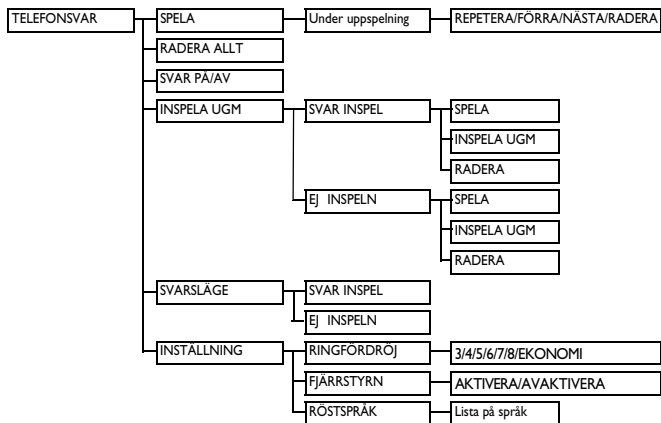 TELEFONSVAR SPELA Under uppspelning REPETERA/FÖRRA/NÄSTA/RADERA
RADERA ALLT
SVAR PÅ/AV
INSPELA UGM SVAR INSPEL SPELA
INSPELA UGM
RADERA
EJ INSPELN SPELA
INSPELA UGM
RADERA
SVARSLÄGE SVAR INSPEL
EJ INSPELN
INSTÄLLNING RINGFÖRDRÖJ 3/4/5/6/7/8/EKONOMI
FJÄRRSTYRN AKTIVERA/AVAKTIVERA
RÖSTSPRÅK Lista på språk